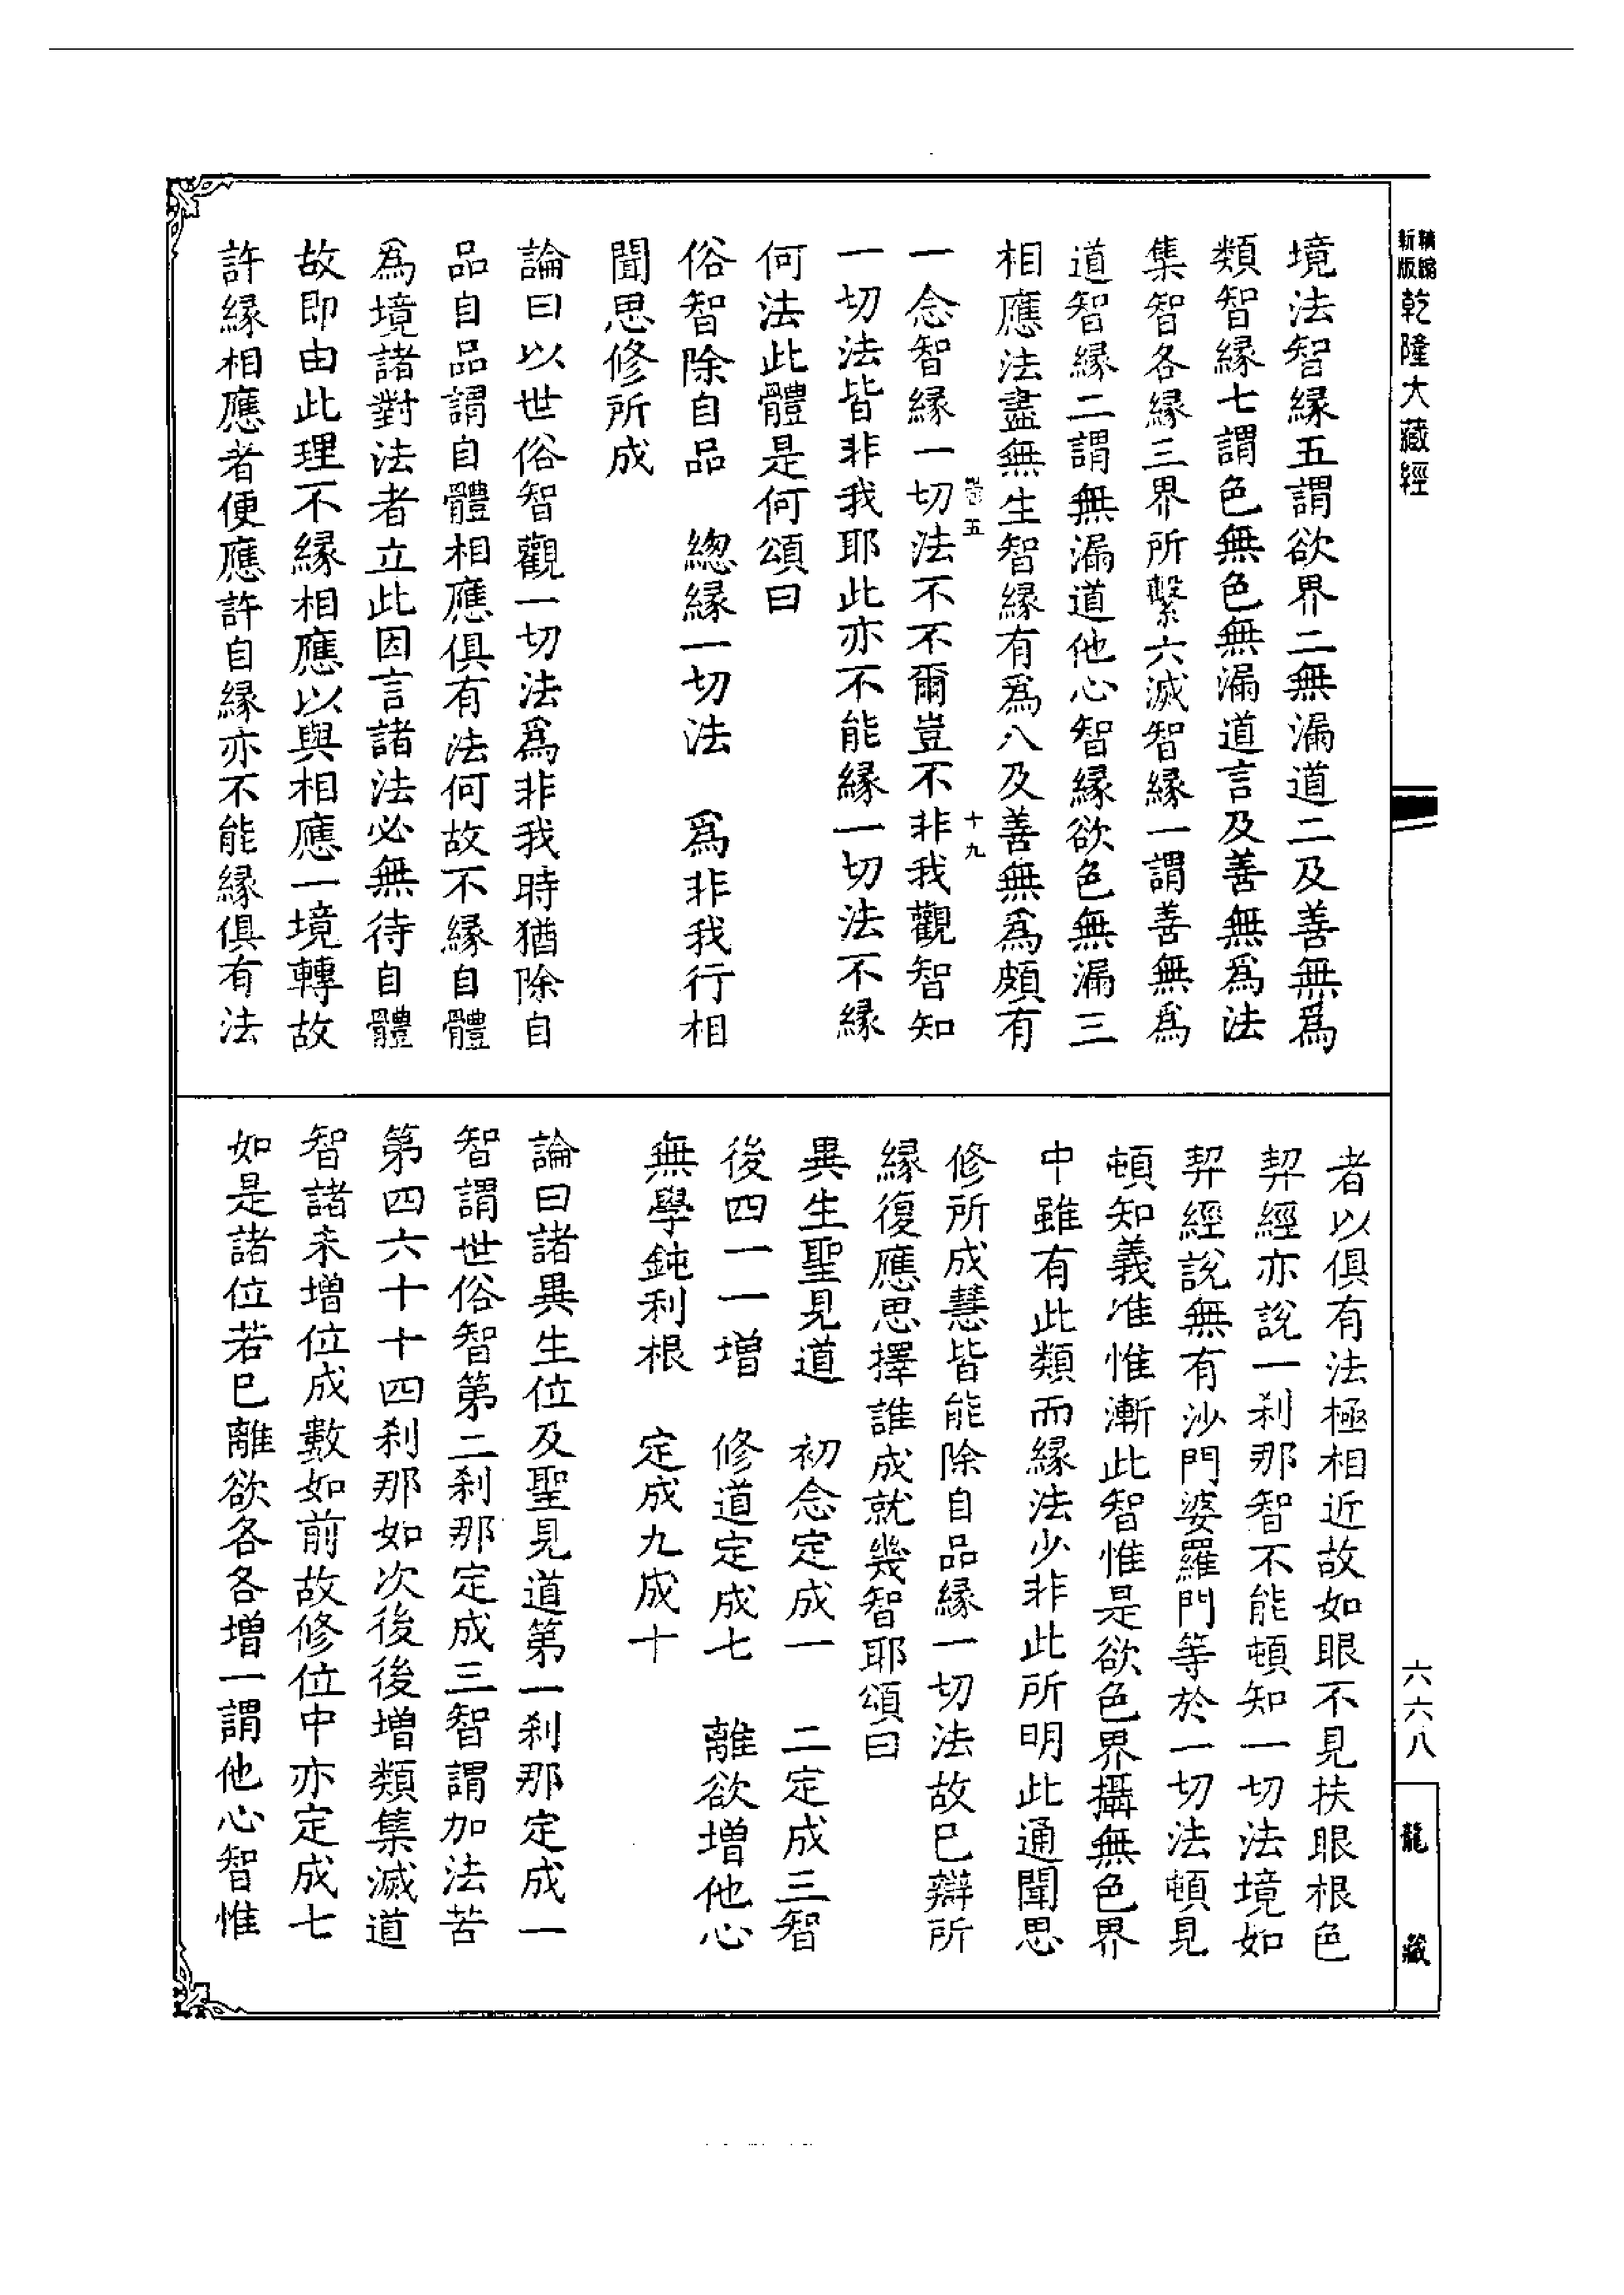 新編
新版
乾隆大藏經
境法智緣五謂欲界二無漏道二及善無爲
類智緣七謂色無色無漏道言及善無爲法
集智各緣三界所繫六滅智緣一謂善無爲
道智緣二謂無漏道他心智緣欲色無漏三
相應法盡無生智緣有爲八及善無爲頗有
五
十九
一念智緣一切法不不爾豈不非我觀智知
一切法皆非我耶此亦不能緣一切法不緣
何法此體是何頌曰
俗智除自品 緫緣一切法 爲非我行相
聞思修所成
論曰以世俗智觀一切法爲非我時猶除自
品自品謂自體相應俱有法何故不緣自體
爲境諸對法者立此因言諸法必無待自體
故即由此理不緣相應以與相應一境轉故
許緣相應者便應許自緣亦不能緣俱有法
者以俱有法極相近故如眼不見扶眼根色
契經亦說一刹那智不能頓知一切法境如
契經說無有沙門婆羅門等於一切法頓見
頓知義准惟漸此智惟是欲色界攝無色界
中雖有此類而緣法少非此所明此通聞思
修所成慧皆能除自品緣一切法故已辯所
緣復應思擇誰成就幾智耶頌曰
異生聖見道 初念定成一 二定成三智
後四一一增 修道定成七 離欲增他心
無學鈍利根 定成九成十
論曰諸異生位及聖見道第一刹那定成一
智謂世俗智第二刹那定成三智謂加法苦
第四六十十四刹那如次後後增類集滅道
智諸未增位成數如前故修位中亦定成七
如是諸位若已離欲各各增一謂他心智惟
六六八
龍藏